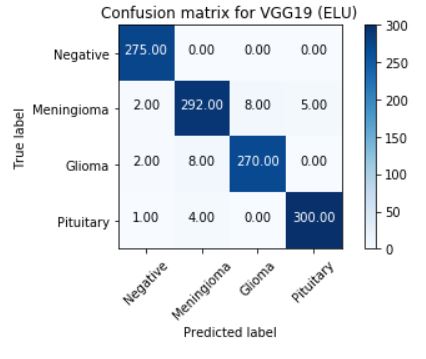 Confusion matrix for VGG19 (ELU)
True label
Negative 275.00 0.00 0.00 0.00
Meningioma 2.00 292.00 8.00 5.00
Glioma 2.00 8.00 270.00 0.00
Pituitary 1.00 4.00 0.00 300.00
Negative Meningioma Glioma Pituitary
Predicted label
300
250
200
150
100
50
0